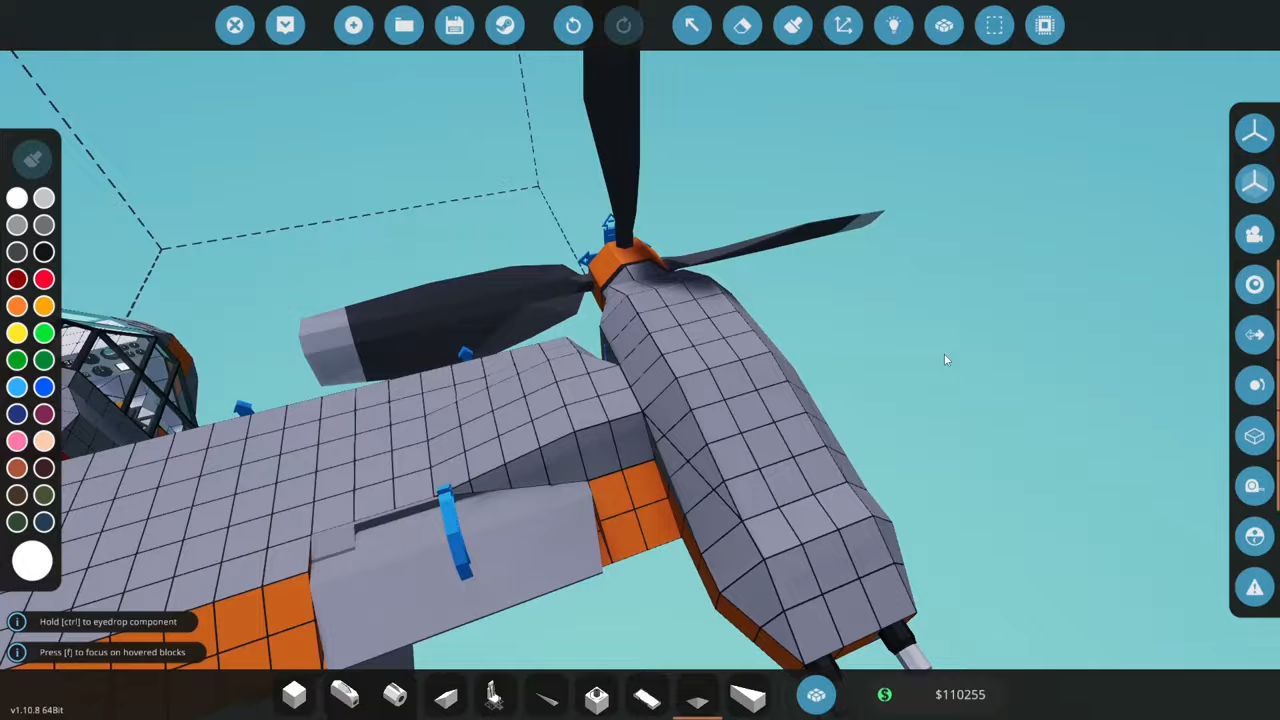 Hold [ctrl] to eyedrop component
Press [f] to focus on hovered blocks
v1.10.8 64Bit
$110255